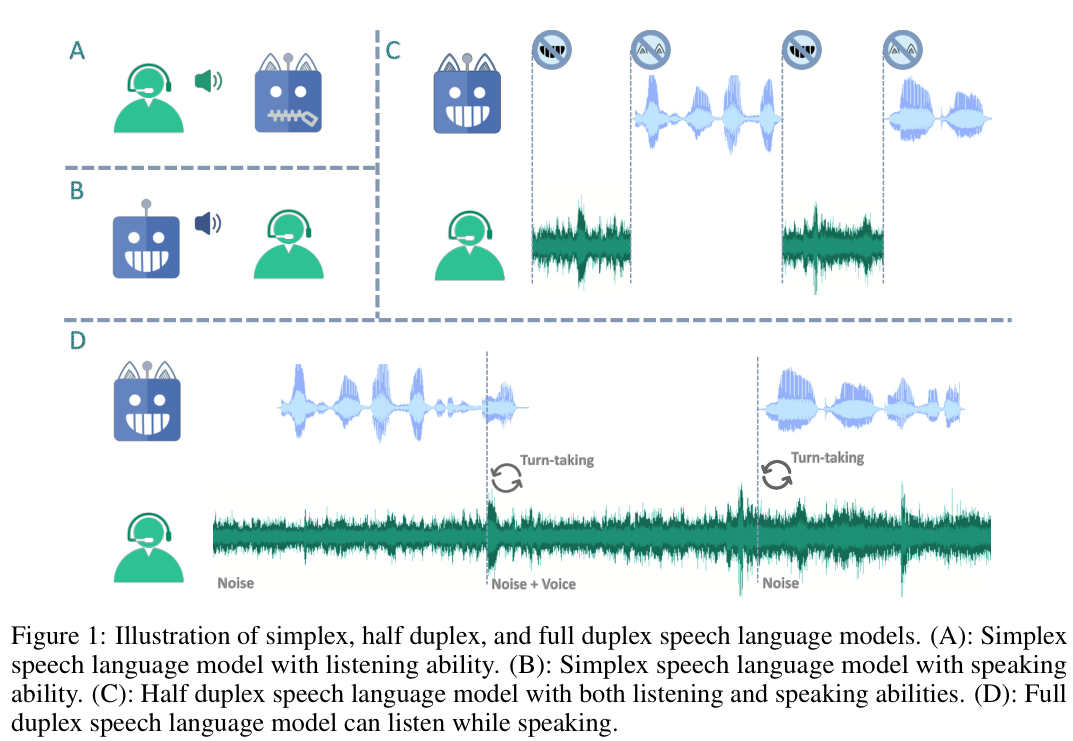 A
C
B
D
Turn-taking
Turn-taking
Noise
Noise + Voice
Noise
Figure 1: Illustration of simplex, half duplex, and full duplex speech language models. (A): Simplex
speech language model with listening ability. (B): Simplex speech language model with speaking
ability. (C): Half duplex speech language model with both listening and speaking abilities. (D): Full
duplex speech language model can listen while speaking.